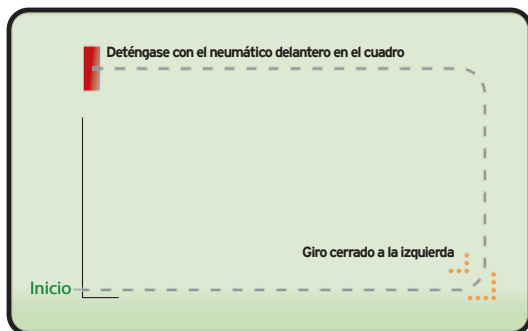 Deténgase con el neumático delantero en el cuadro
Giro cerrado a la izquierda
Inicio